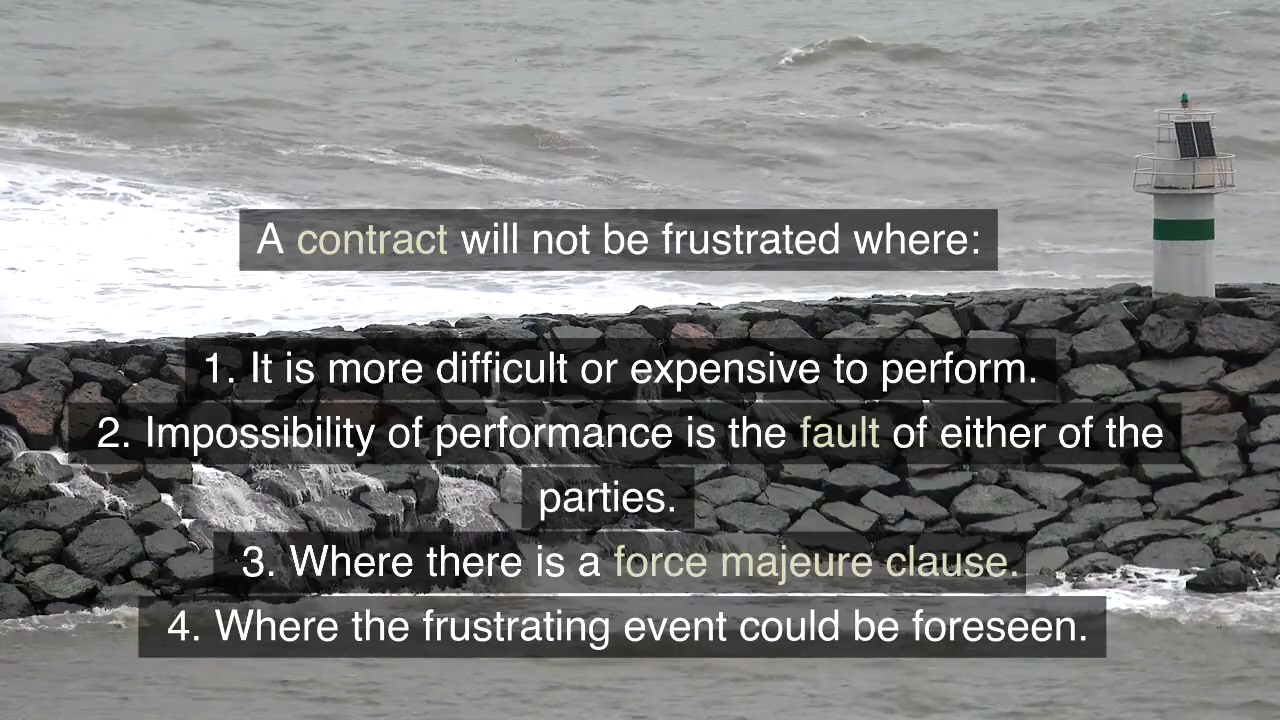 A contract will not be frustrated where:
1. It is more difficult or expensive to perform.
2. Impossibility of performance is the fault of either of the
parties.
3. Where there is a force majeure clause.
4. Where the frustrating event could be foreseen.